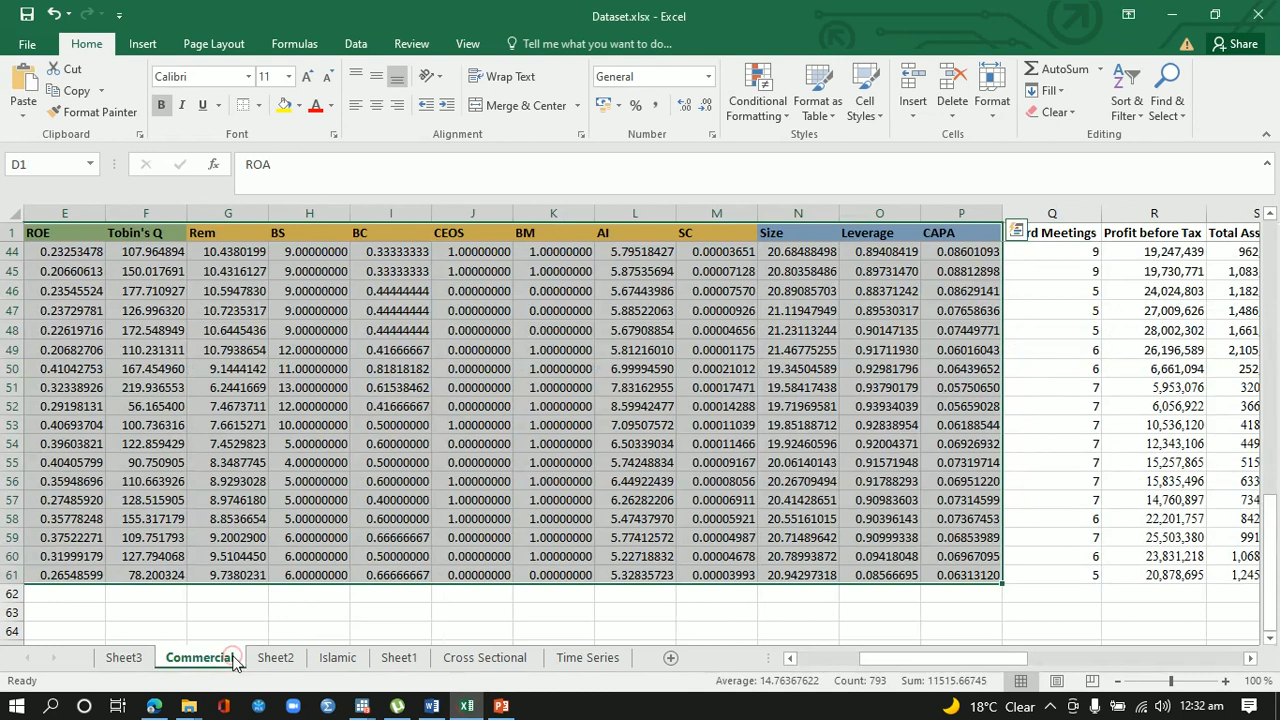 Dataset.xlsx - Excel
File Home Insert Page Layout Formulas Data Review View Tell me what you want to do... Share
Paste Cut Copy Format Painter Clipboard
Calibri 11 B I U A Font
Wrap Text Merge & Center Alignment
General % Number
Conditional Formatting Format as Table Cell Styles Styles
Insert Delete Format Cells
AutoSum Fill Clear Sort & Filter Find & Select Editing
D1 fx ROA
E F G H I J K L M N O P Q R S
1 ROE Tobin's Q Rem BS BC CEOS BM AI SC Size Leverage CAPA rd Meetings Profit before Tax Total Ass
44 0.23253478 107.964894 10.4380199 9.00000000 0.33333333 1.00000000 1.00000000 5.79518427 0.00003651 20.68488498 0.89408419 0.08601093 9 19,247,439 962
45 0.20660613 150.017691 10.4316127 9.00000000 0.33333333 1.00000000 1.00000000 5.87535694 0.00007128 20.80358486 0.89731470 0.08812898 9 19,730,771 1,083
46 0.23545524 177.710927 10.5947830 9.00000000 0.44444444 0.00000000 1.00000000 5.67443986 0.00007570 20.89085703 0.88371242 0.08629141 5 24,024,803 1,182
47 0.23729781 126.996320 10.7235317 9.00000000 0.44444444 0.00000000 1.00000000 5.88522063 0.00000926 21.11947949 0.89530317 0.07658636 5 27,009,626 1,486
48 0.22619716 172.548949 10.6445436 9.00000000 0.44444444 0.00000000 1.00000000 5.67908854 0.00004656 21.23113244 0.90147135 0.07449771 5 28,002,302 1,661
49 0.20682706 110.231311 10.7938654 12.00000000 0.41666667 0.00000000 1.00000000 5.81216010 0.00001175 21.46775255 0.91711930 0.06016043 6 26,196,589 2,105
50 0.41042753 167.454960 9.1444142 11.00000000 0.81818182 0.00000000 1.00000000 6.99994590 0.00021012 19.34504589 0.92981796 0.06439652 6 6,661,094 252
51 0.32338926 219.936553 6.2441669 13.00000000 0.61538462 0.00000000 1.00000000 7.83162955 0.00017471 19.58417438 0.93790179 0.05750650 7 5,953,076 320
52 0.29198131 56.165400 7.4673711 12.00000000 0.41666667 0.00000000 1.00000000 8.59942477 0.00014288 19.71969581 0.93934039 0.05659028 7 6,056,922 366
53 0.40693704 100.736316 7.6615271 10.00000000 0.50000000 1.00000000 1.00000000 7.09507572 0.00011039 19.85188712 0.92838954 0.06188544 7 10,536,120 418
54 0.39603821 122.859429 7.4529823 5.00000000 0.60000000 0.00000000 1.00000000 6.50339034 0.00011466 19.92460596 0.92004371 0.06926932 7 12,343,106 449
55 0.40405799 90.750905 8.3487745 4.00000000 0.50000000 1.00000000 1.00000000 5.74248834 0.00009167 20.06140143 0.91571948 0.07319714 7 15,257,865 515
56 0.35948696 110.663926 8.9293028 5.00000000 0.60000000 1.00000000 1.00000000 6.44922439 0.00008056 20.26709494 0.91788293 0.06951220 7 15,835,496 633
57 0.27485920 128.515905 8.9746180 5.00000000 0.40000000 1.00000000 1.00000000 6.26282206 0.00006911 20.41428651 0.90983603 0.07314599 7 14,760,897 734
58 0.35778248 155.317179 8.8536654 5.00000000 0.60000000 1.00000000 1.00000000 5.47437970 0.00005921 20.55161015 0.90396143 0.07367453 6 22,201,757 842
59 0.37522271 109.751793 9.2002900 6.00000000 0.66666667 0.00000000 1.00000000 5.77412572 0.00004987 20.71489642 0.90999338 0.06853989 7 25,503,380 991
60 0.31999179 127.794068 9.5104450 6.00000000 0.50000000 0.00000000 1.00000000 5.22718832 0.00004678 20.78993872 0.09418048 0.06967095 6 23,831,218 1,068
61 0.26548599 78.200324 9.7380231 6.00000000 0.66666667 0.00000000 0.00000000 5.32835723 0.00003993 20.94297318 0.08566695 0.06313120 5 20,878,695 1,245
62
63
64
Sheet3 Commercial Sheet2 Islamic Sheet1 Cross Sectional Time Series
Ready Average: 14.76367622 Count: 793 Sum: 11515.66745 100 %
18°C Clear 12:32 am